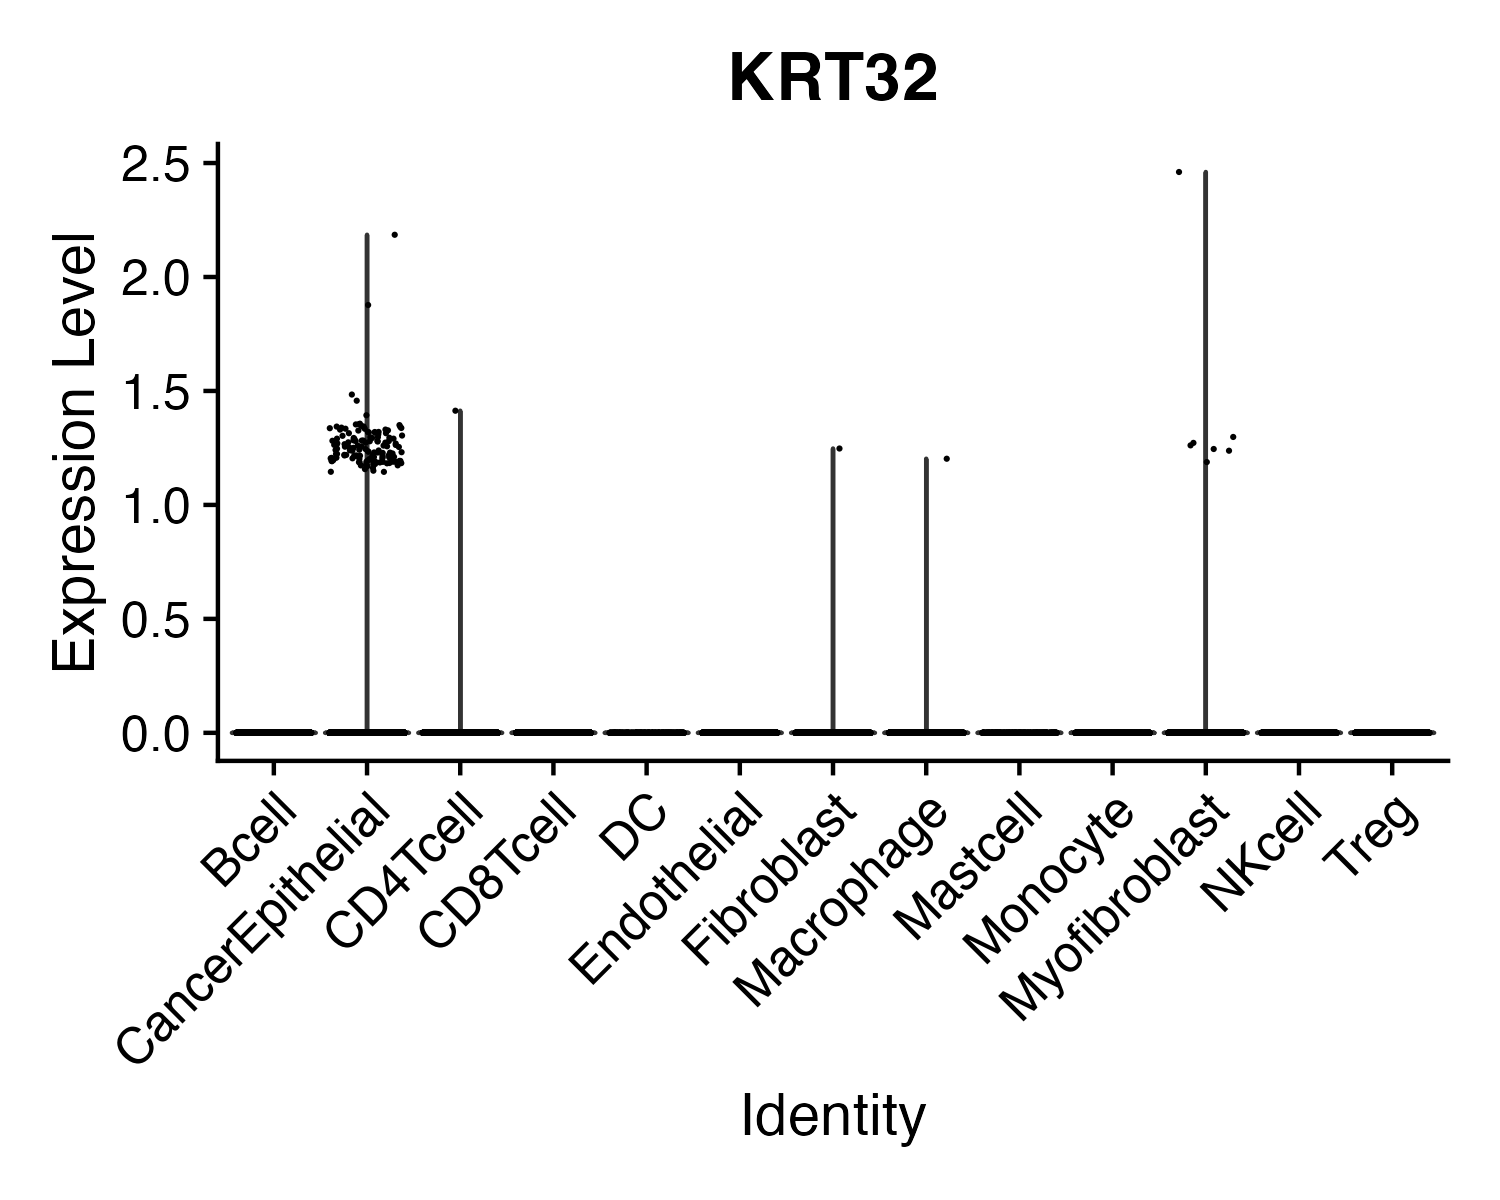 KRT32
Expression Level
2.5
2.0
1.5
1.0
0.5
0.0
Bcell
CancerEpithelial
CD4Tcell
CD8Tcell
DC
Endothelial
Fibroblast
Macrophage
Mastcell
Monocyte
Myofibroblast
NKcell
Treg
Identity